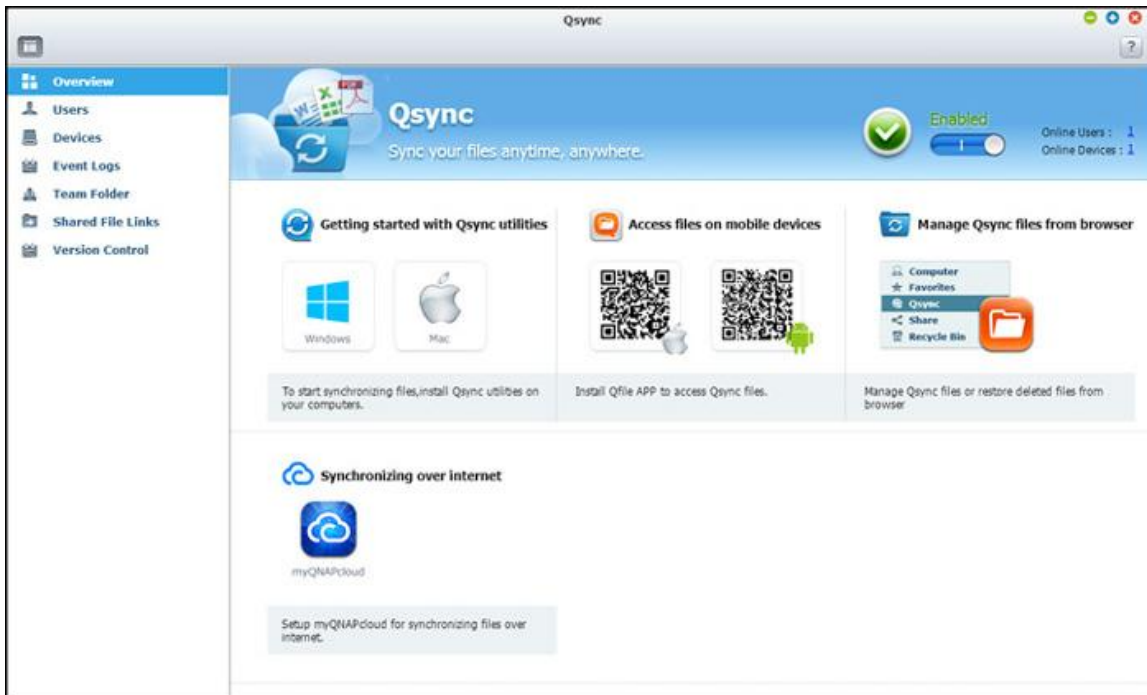 Qsync
?
Overview
Users
Devices
Event Logs
Team Folder
Shared File Links
Version Control
W
X
PDF
Qsync
Sync your files anytime, anywhere.
Enabled
Online Users : 1
Online Devices : 1
Getting started with Qsync utilities
Windows
Mac
To start synchronizing files,install Qsync utilities on
your computers.
Access files on mobile devices
Install Qfile APP to access Qsync files.
Manage Qsync files from browser
Computer
Favorites
Qsync
Share
Recycle Bin
Manage Qsync files or restore deleted files from
browser
Synchronizing over internet
myQNAPcloud
Setup myQNAPcloud for synchronizing files over
internet.